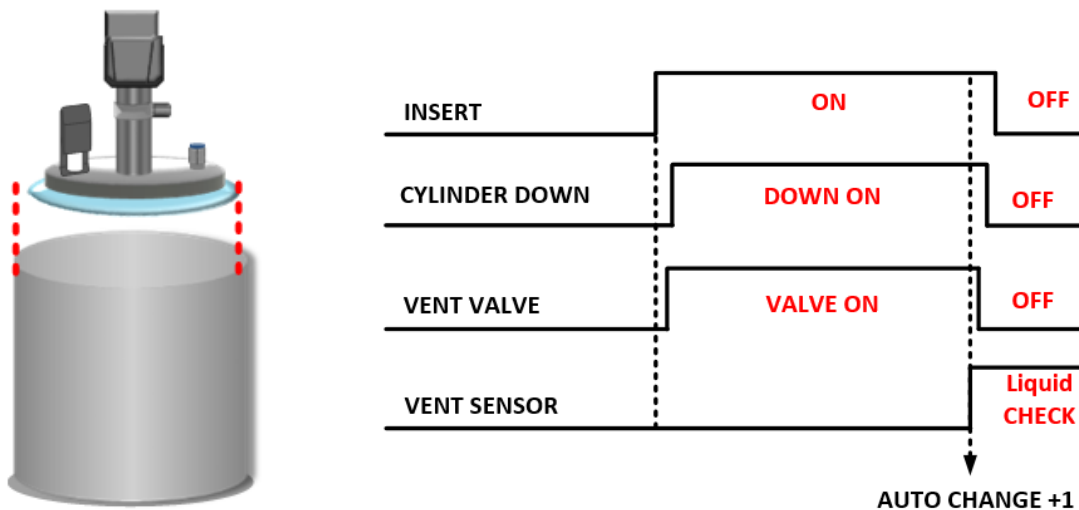 INSERT
ON
OFF
CYLINDER DOWN
DOWN ON
OFF
VENT VALVE
VALVE ON
OFF
VENT SENSOR
Liquid
CHECK
AUTO CHANGE +1